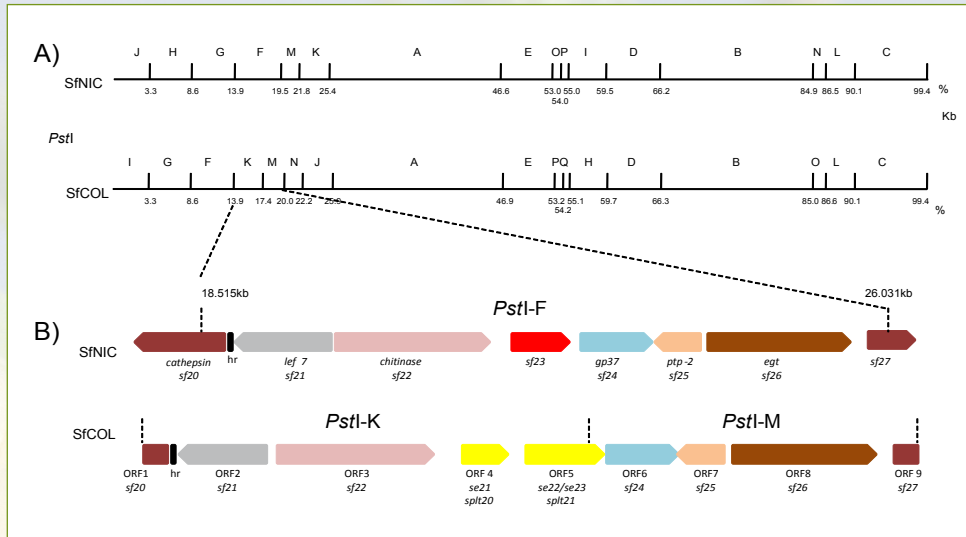 A)
J H G F M K A E O P I D B N L C
SfNIC
3.3 8.6 13.9 19.5 21.8 25.4 46.6 53.0 55.0 59.5 66.2 84.9 86.5 90.1 99.4 %
54.0
Kb
PstI
I G F K M N J A E P Q H D B O L C
SfCOL
3.3 8.6 13.9 17.4 20.0 22.2 46.9 53.2 55.1 59.7 66.3 85.0 86.6 90.1 99.4
54.2
%
18.515kb
26.031kb
PstI-F
B)
SfNIC
cathepsin hr lef 7 chitinase sf23 gp37 ptp -2 egt sf27
sf20 sf21 sf22 sf24 sf25 sf26
PstI-K PstI-M
SfCOL
ORF1 hr ORF2 ORF3 ORF 4 ORF5 ORF6 ORF7 ORF8 ORF 9
sf20 sf21 sf22 se21 se22/se23 sf24 sf25 sf26 sf27
splt20 splt21